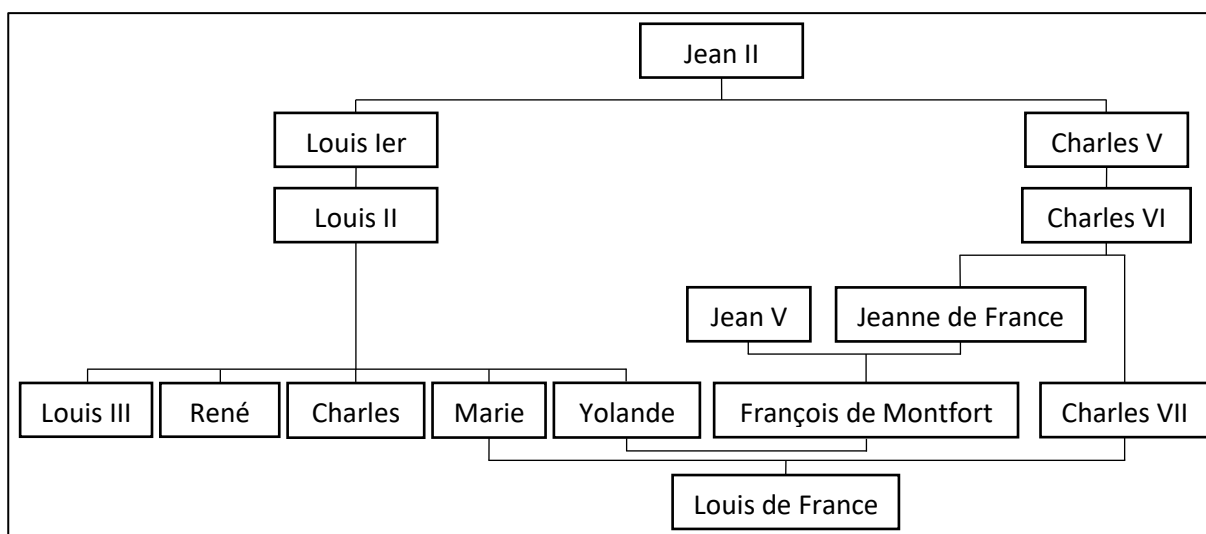 Jean II
Louis Ier
Charles V
Louis II
Charles VI
Jean V
Jeanne de France
Louis III
René
Charles
Marie
Yolande
François de Montfort
Charles VII
Louis de France